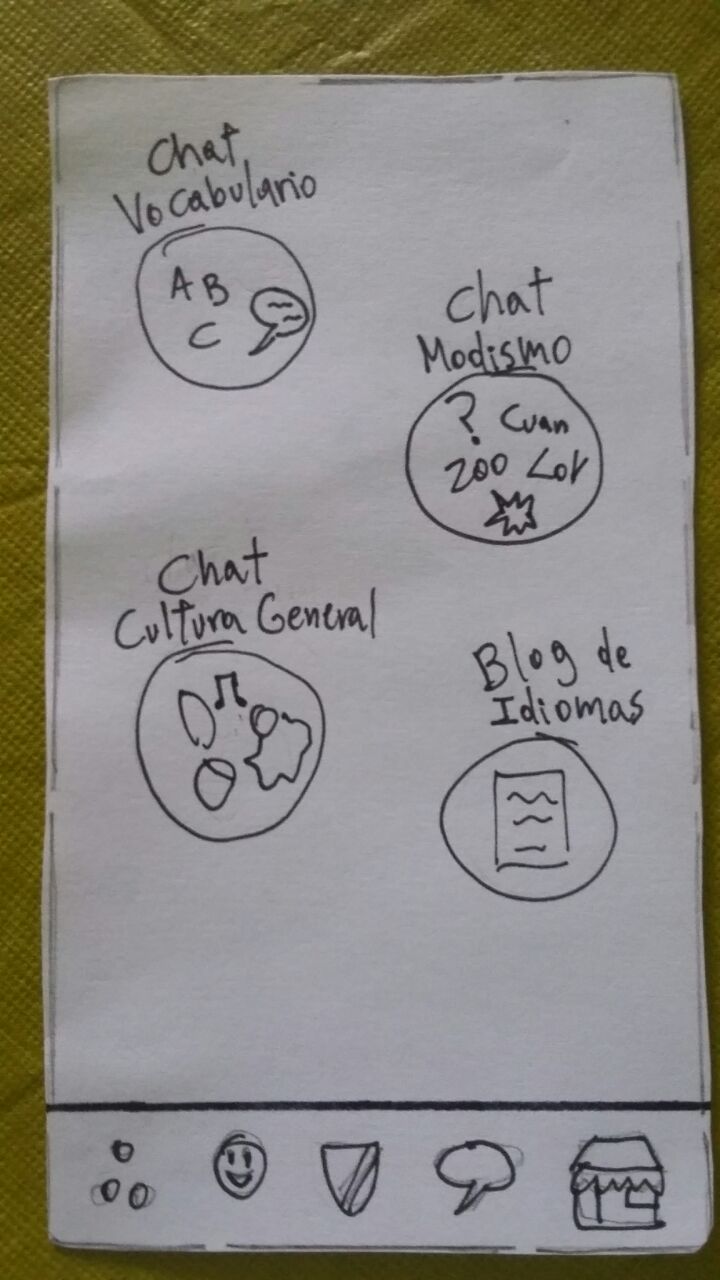 Chat
Vocabulario
A B
C
Chat
Modismo
? Cuan
200 Lol
Chat
Cultura General
Blog de
Idiomas